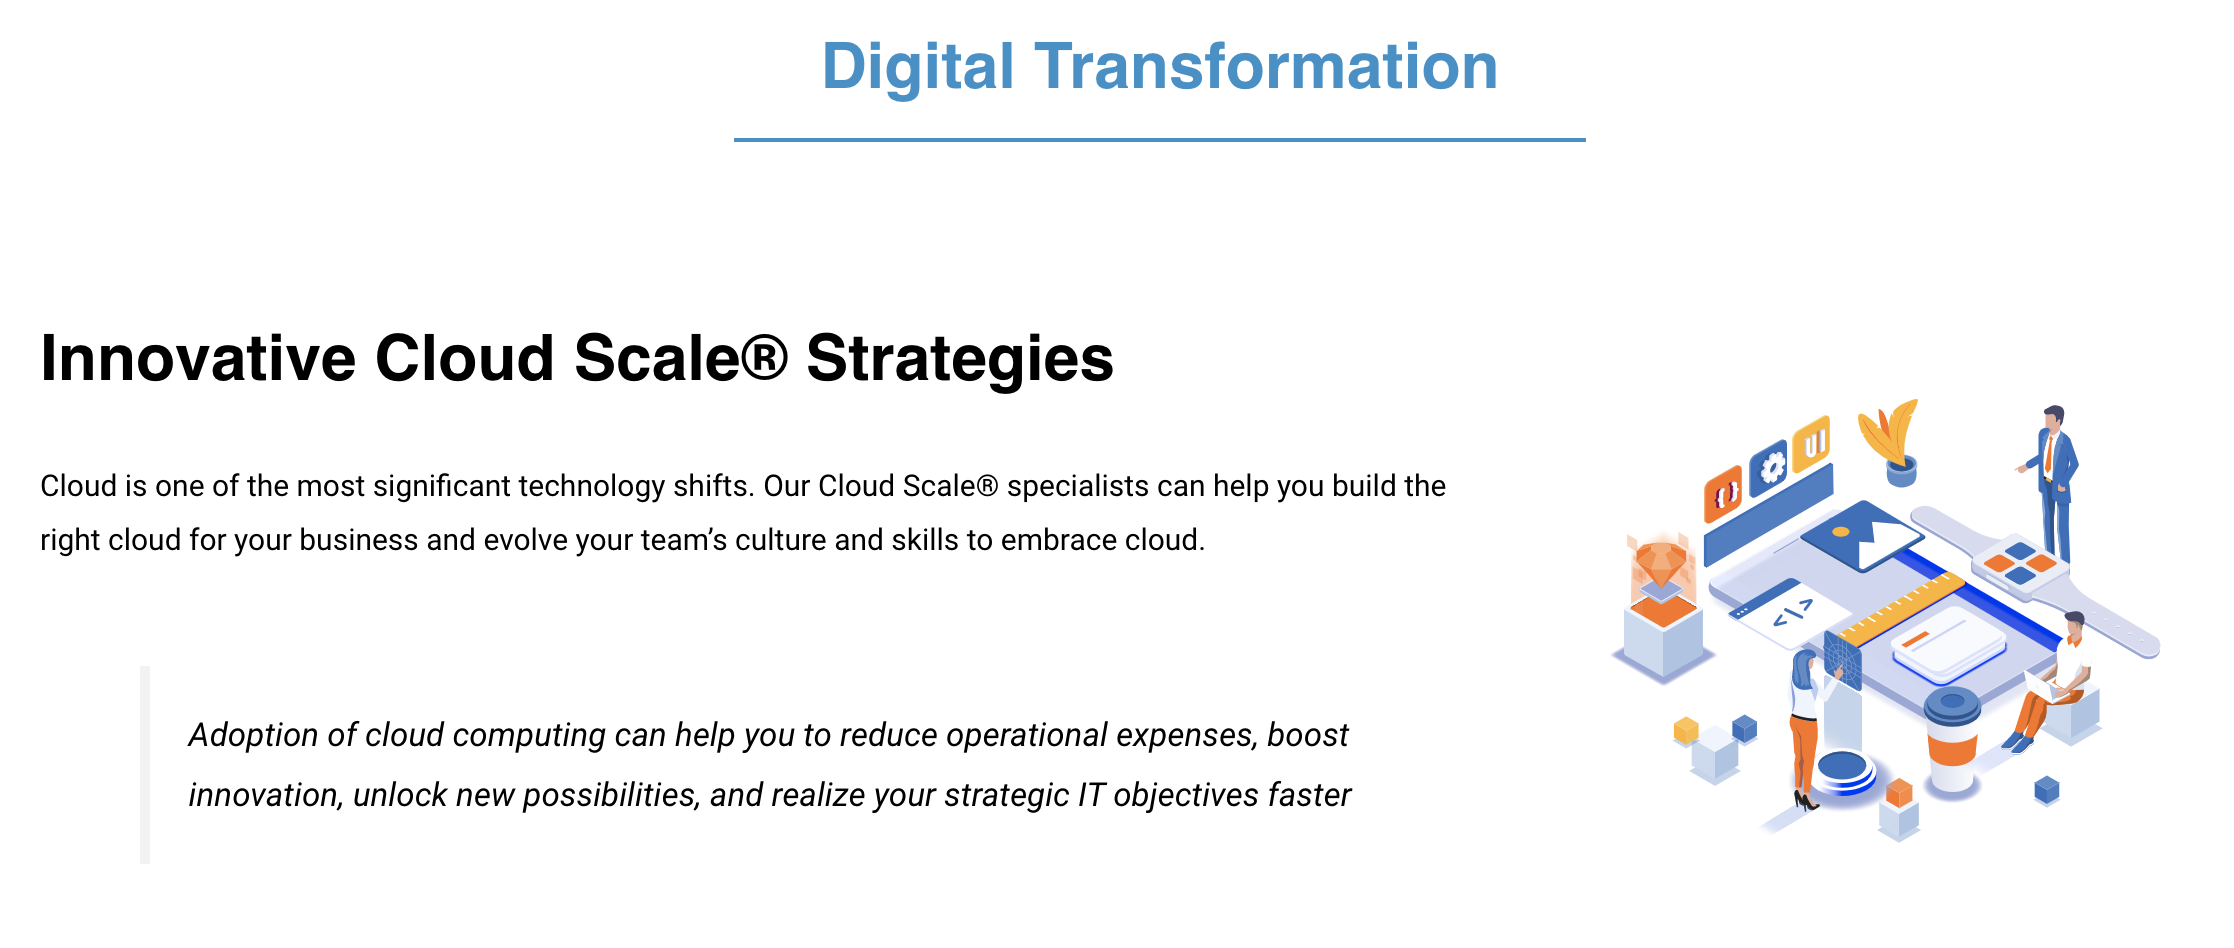 Digital Transformation
Innovative Cloud Scale® Strategies
Cloud is one of the most significant technology shifts. Our Cloud Scale® specialists can help you build the
right cloud for your business and evolve your team’s culture and skills to embrace cloud.
Adoption of cloud computing can help you to reduce operational expenses, boost
innovation, unlock new possibilities, and realize your strategic IT objectives faster
{}
UI
<\>